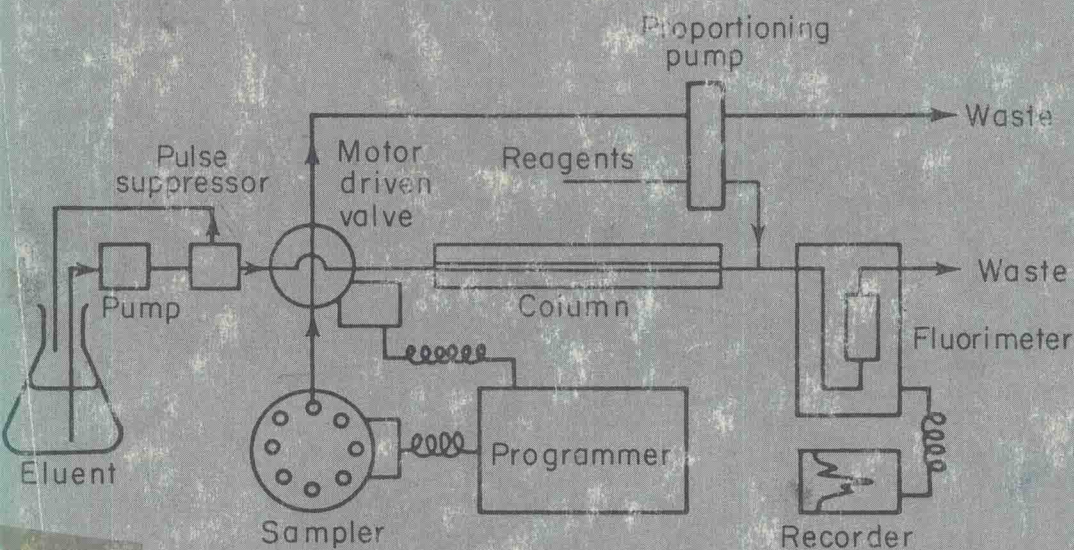 Proportioning
pump
Waste
Pulse
suppressor
Motor
driven
valve
Reagents
Pump
Column
Waste
Fluorimeter
Eluent
Sampler
Programmer
Recorder